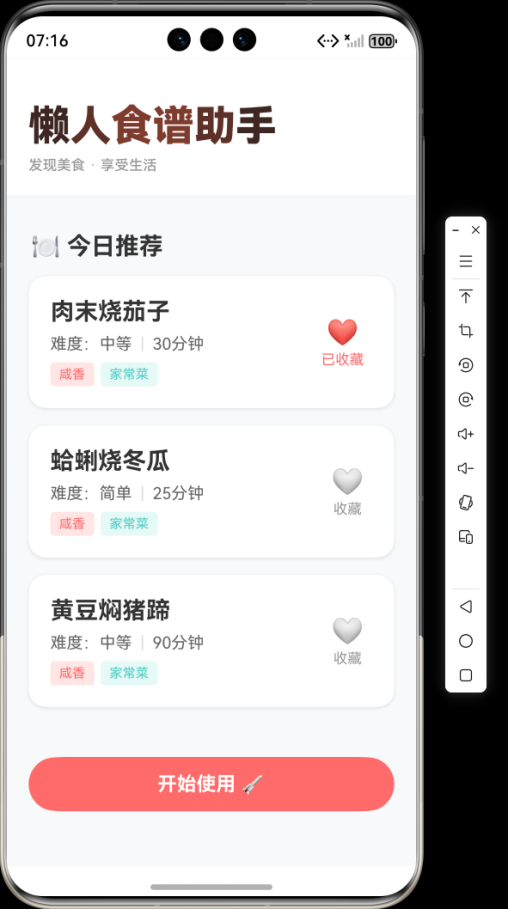 07:16
100
懒人食谱助手
发现美食 · 享受生活
🍽️ 今日推荐
肉末烧茄子
难度：中等 | 30分钟
咸香 家常菜
已收藏
蛤蜊烧冬瓜
难度：简单 | 25分钟
咸香 家常菜
收藏
黄豆焖猪蹄
难度：中等 | 90分钟
咸香 家常菜
收藏
开始使用